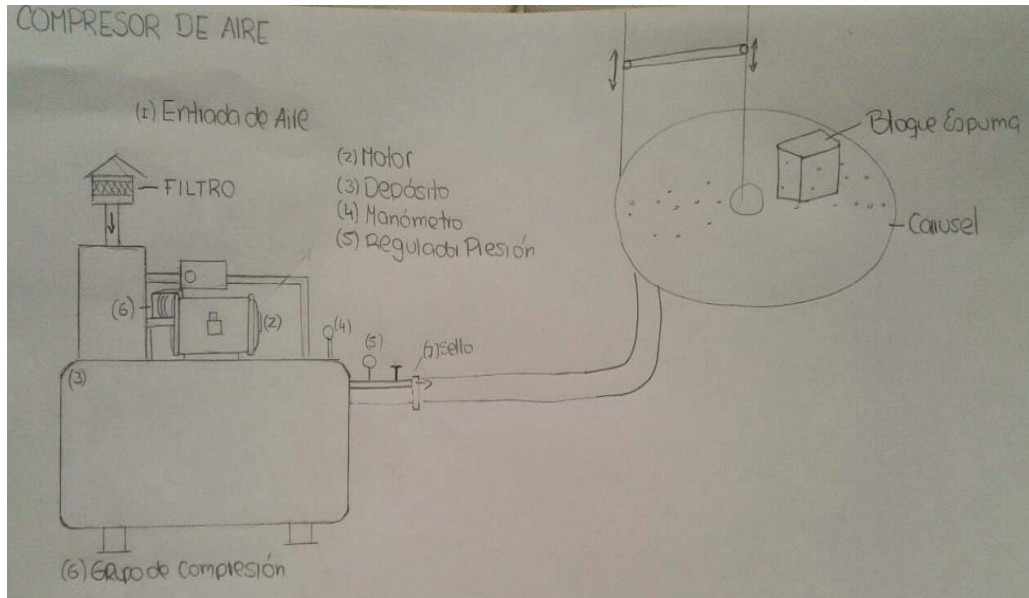 COMPRESOR DE AIRE
(1) Entrada de Aire
FILTRO
(2) Motor
(3) Depósito
(4) Manómetro
(5) Regulador Presión
Bloque Espuma
Carusel
(6)
(2)
(4)
(5)
(7) Sello
(3)
(6) Grupo de Compresión